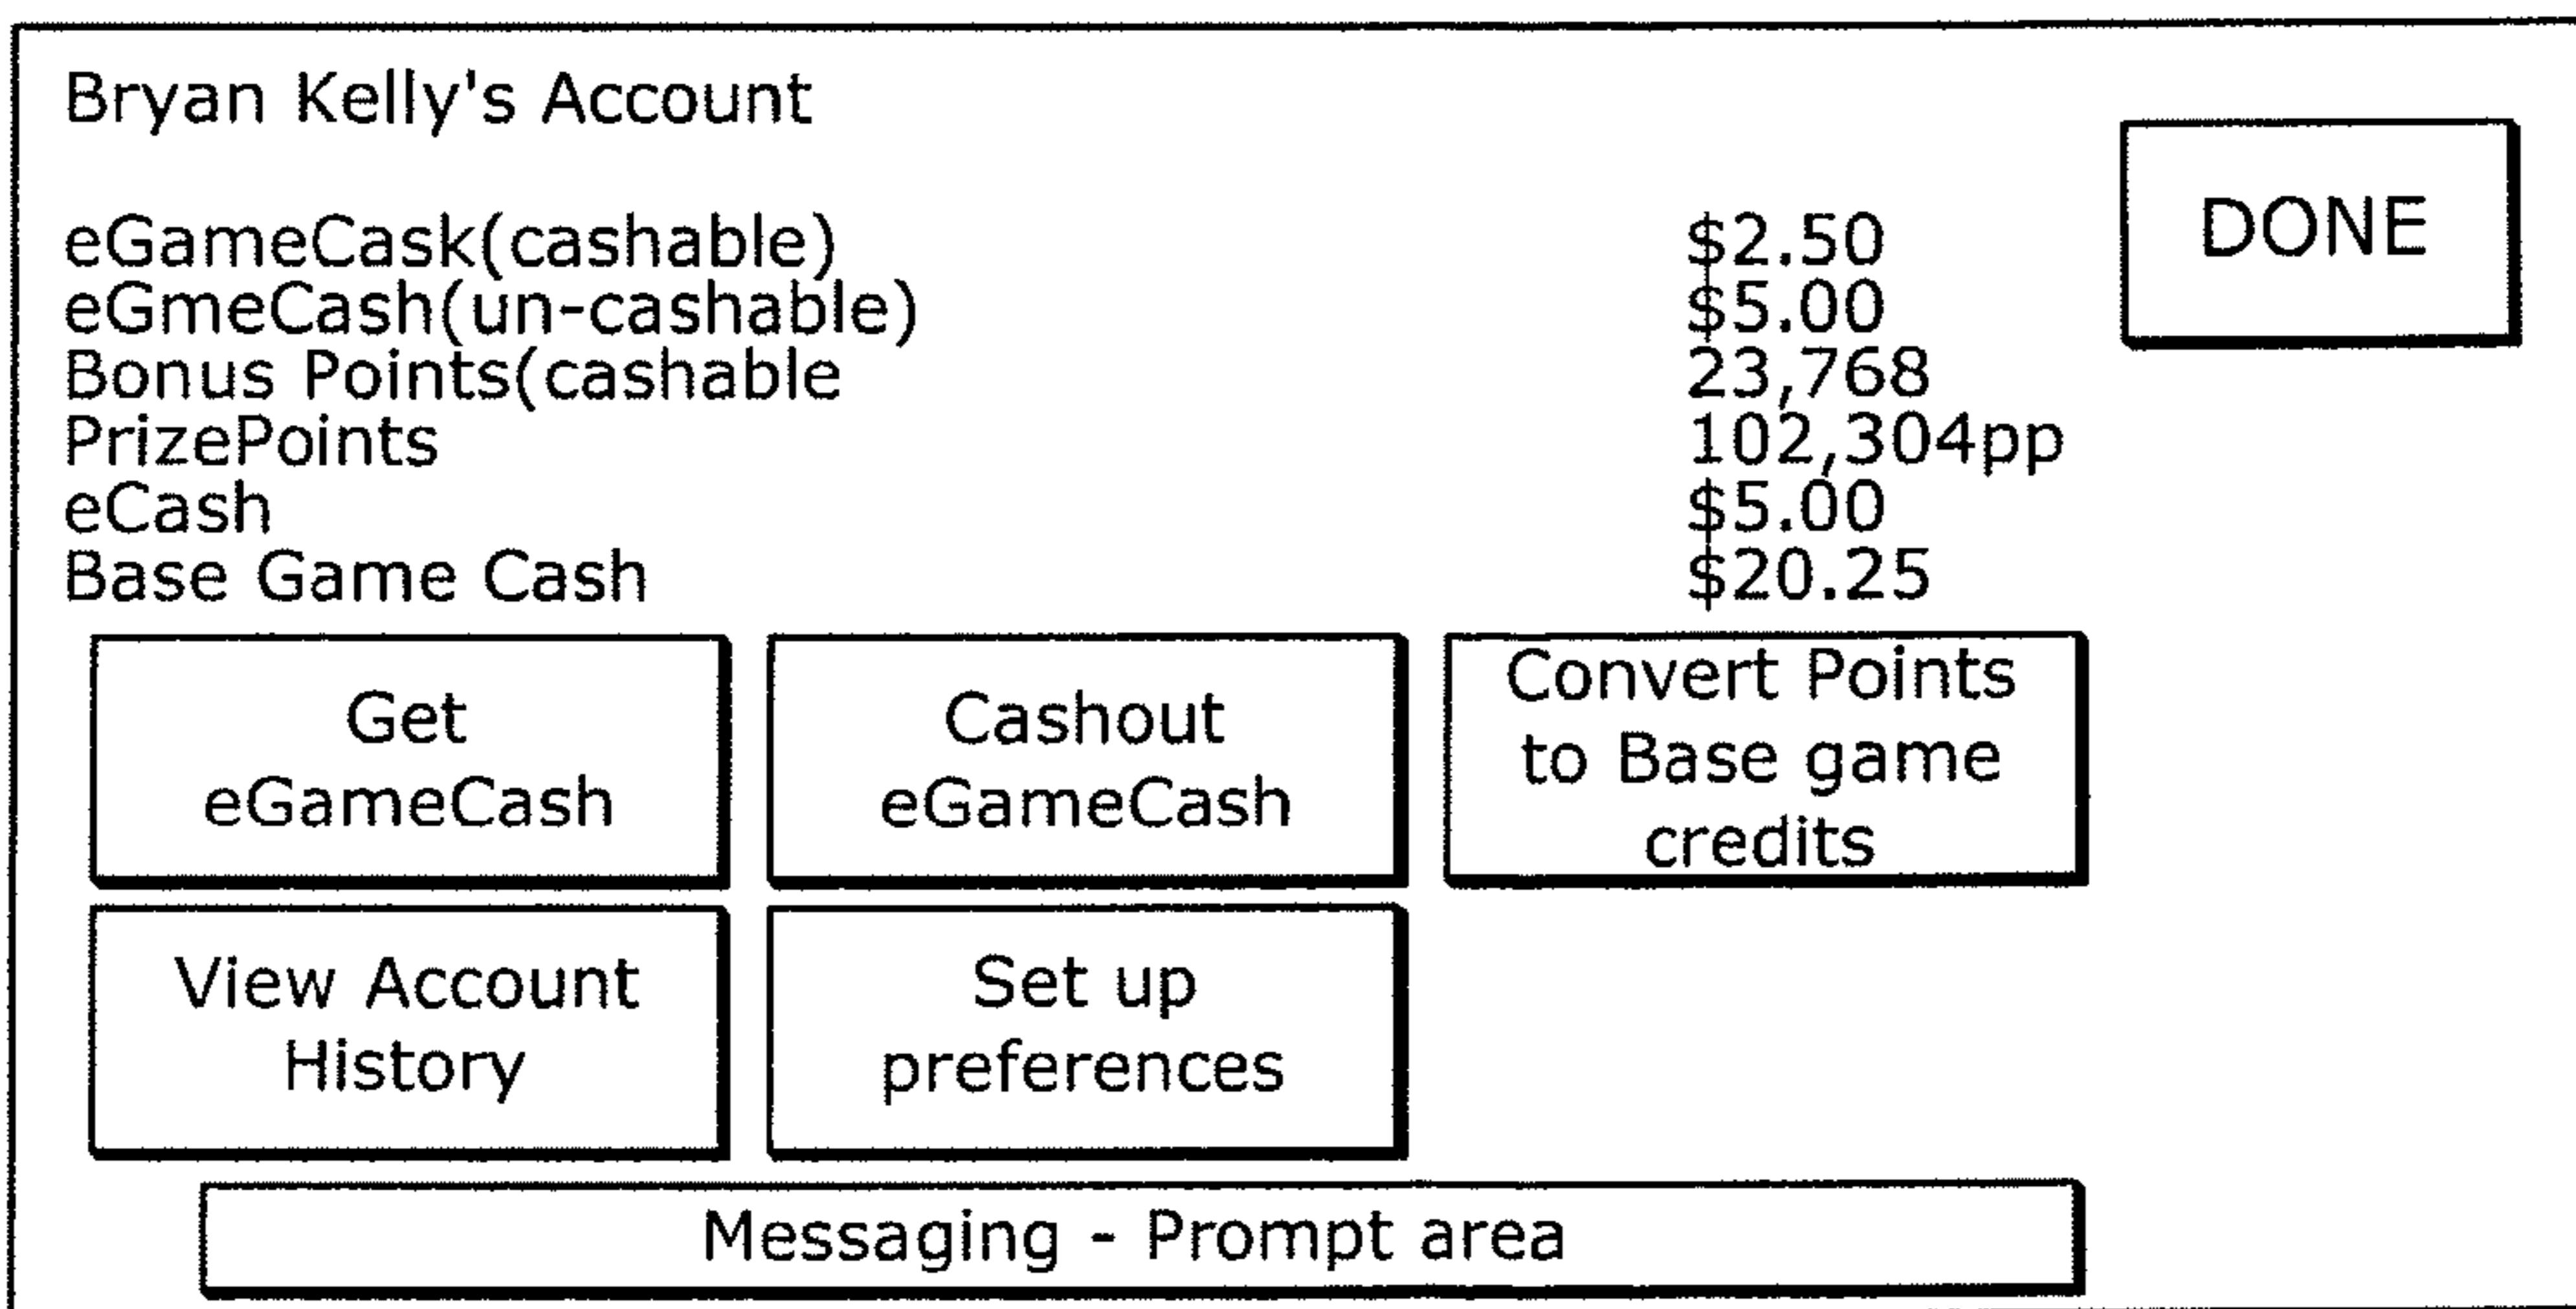 Bryan Kelly's Account
DONE
eGameCask(cashable) $2.50
eGmeCash(un-cashable) $5.00
Bonus Points(cashable 23,768
PrizePoints 102,304pp
eCash $5.00
Base Game Cash $20.25
Get
eGameCash
Cashout
eGameCash
Convert Points
to Base game
credits
View Account
History
Set up
preferences
Messaging - Prompt area